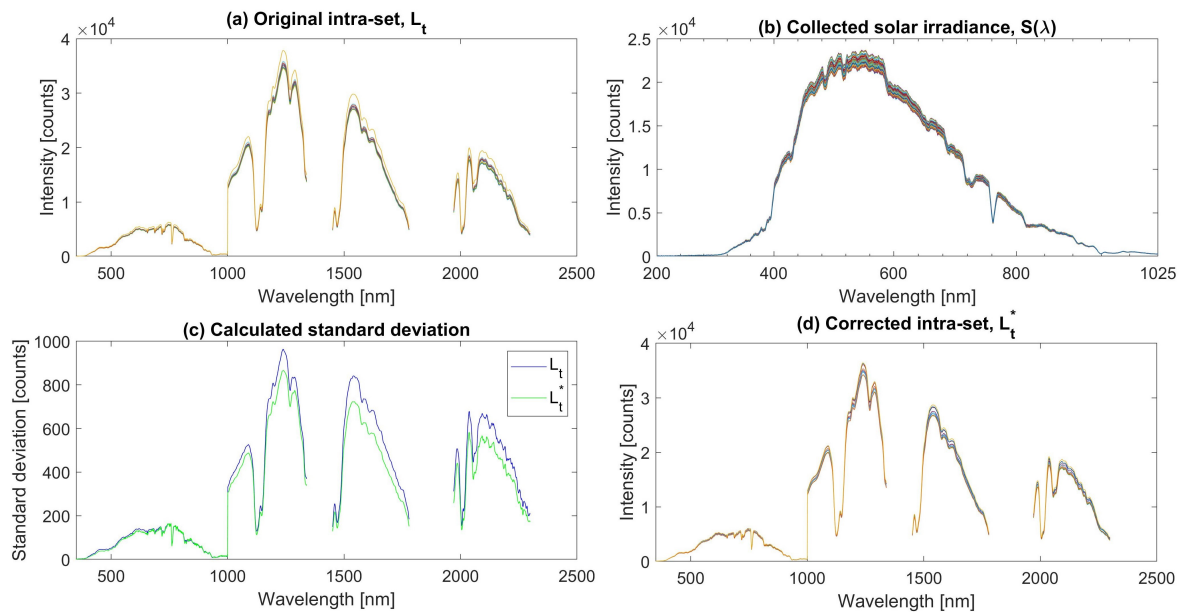 (a) Original intra-set, L_t
×10^4
Intensity [counts]
4
3
2
1
0
500 1000 1500 2000 2500
Wavelength [nm]
(b) Collected solar irradiance, S(λ)
×10^4
Intensity [counts]
2.5
2
1.5
1
0.5
0
200 400 600 800 1025
Wavelength [nm]
(c) Calculated standard deviation
Standard deviation [counts]
1000
800
600
400
200
0
500 1000 1500 2000 2500
Wavelength [nm]
L_t
L_t^*
(d) Corrected intra-set, L_t^*
×10^4
Intensity [counts]
4
3
2
1
0
500 1000 1500 2000 2500
Wavelength [nm]